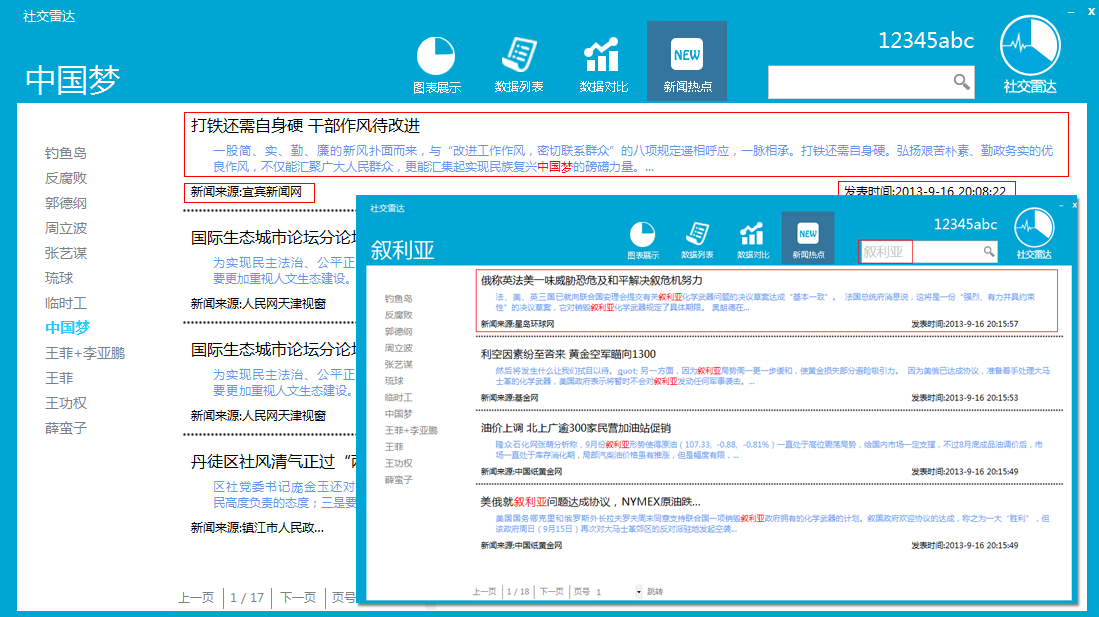 社交雷达
12345abc
中国梦
图表展示
数据列表
数据对比
NEW
新闻热点
社交雷达
钓鱼岛
反腐败
郭德纲
周立波
张艺谋
琉球
临时工
中国梦
王菲+李亚鹏
王菲
王功权
薛蛮子
打铁还需自身硬 干部作风待改进
一股简、实、勤、廉的新风扑面而来，与“改进工作作风，密切联系群众”的八项规定遥相呼应，一脉相承。打铁还需自身硬。弘扬艰苦朴素、勤政务实的优
良作风，不仅能汇聚广大人民群众，更能汇集起实现民族复兴中国梦的磅礴力量。...
新闻来源:宜宾新闻网
发表时间:2013-9-16 20:08:22
国际生态城市论坛分论坛
为实现民主法治、公平正
要更加重视人文生态建设。
新闻来源:人民网天津视窗
国际生态城市论坛分论坛
为实现民主法治、公平正
要更加重视人文生态建设。
新闻来源:人民网天津视窗
丹徒区社风清气正过“
区社党委书记庞金玉还对
民高度负责的态度；三是要
新闻来源:镇江市人民政...
上一页
1 / 17
下一页
页号
社交雷达
12345abc
叙利亚
图表展示
数据列表
数据对比
NEW
新闻热点
叙利亚
社交雷达
钓鱼岛
反腐败
郭德纲
周立波
张艺谋
琉球
临时工
中国梦
王菲+李亚鹏
王菲
王功权
薛蛮子
俄称英法美一味威胁恐危及和平解决叙危机努力
法、美、英三国已就向联合国安理会提交有关叙利亚化学武器问题的决议草案达成“基本一致”。 法国总统府消息说，这将是一份“强烈、有力并具约束
性”的决议草案，它对销毁叙利亚化学武器规定了具体期限。 奥朗德在...
新闻来源:星岛环球网
发表时间:2013-9-16 20:15:57
利空因素纷至沓来 黄金空军瞄向1300
然后将发生什么让我们拭目以待。quot; 另一方面，因为叙利亚局势周一更一步缓和，使黄金损失部分避险吸引力。 因为美俄已达成协议，准备着手处理大马
士革的化学武器，美国政府表示将暂时不会对叙利亚发动任何军事袭击。...
新闻来源:基金网
发表时间:2013-9-16 20:15:53
油价上调 北上广逾300家民营加油站促销
隆众石化网张萌分析称，9月份叙利亚形势使得原油（107.33, -0.88, -0.81%）一直处于高位震荡局势，给国内市场一定支撑，不过8月底成品油调价后，市
场一直处于库存消化期，局部汽柴油价格虽有推涨，但是幅度有限，...
新闻来源:中国纸黄金网
发表时间:2013-9-16 20:15:49
美俄就叙利亚问题达成协议，NYMEX原油跌...
美国国务卿克里和俄罗斯外长拉夫罗夫周末同意支持联合国一项销毁叙利亚政府拥有的化学武器的计划。叙国政府欢迎协议的达成，称之为一大“胜利”，但
该政府周日（9月15日）再次对大马士革郊区的反对派驻地发起空袭...
新闻来源:中国纸黄金网
发表时间:2013-9-16 20:15:49
上一页
1 / 18
下一页
页号
1
跳转